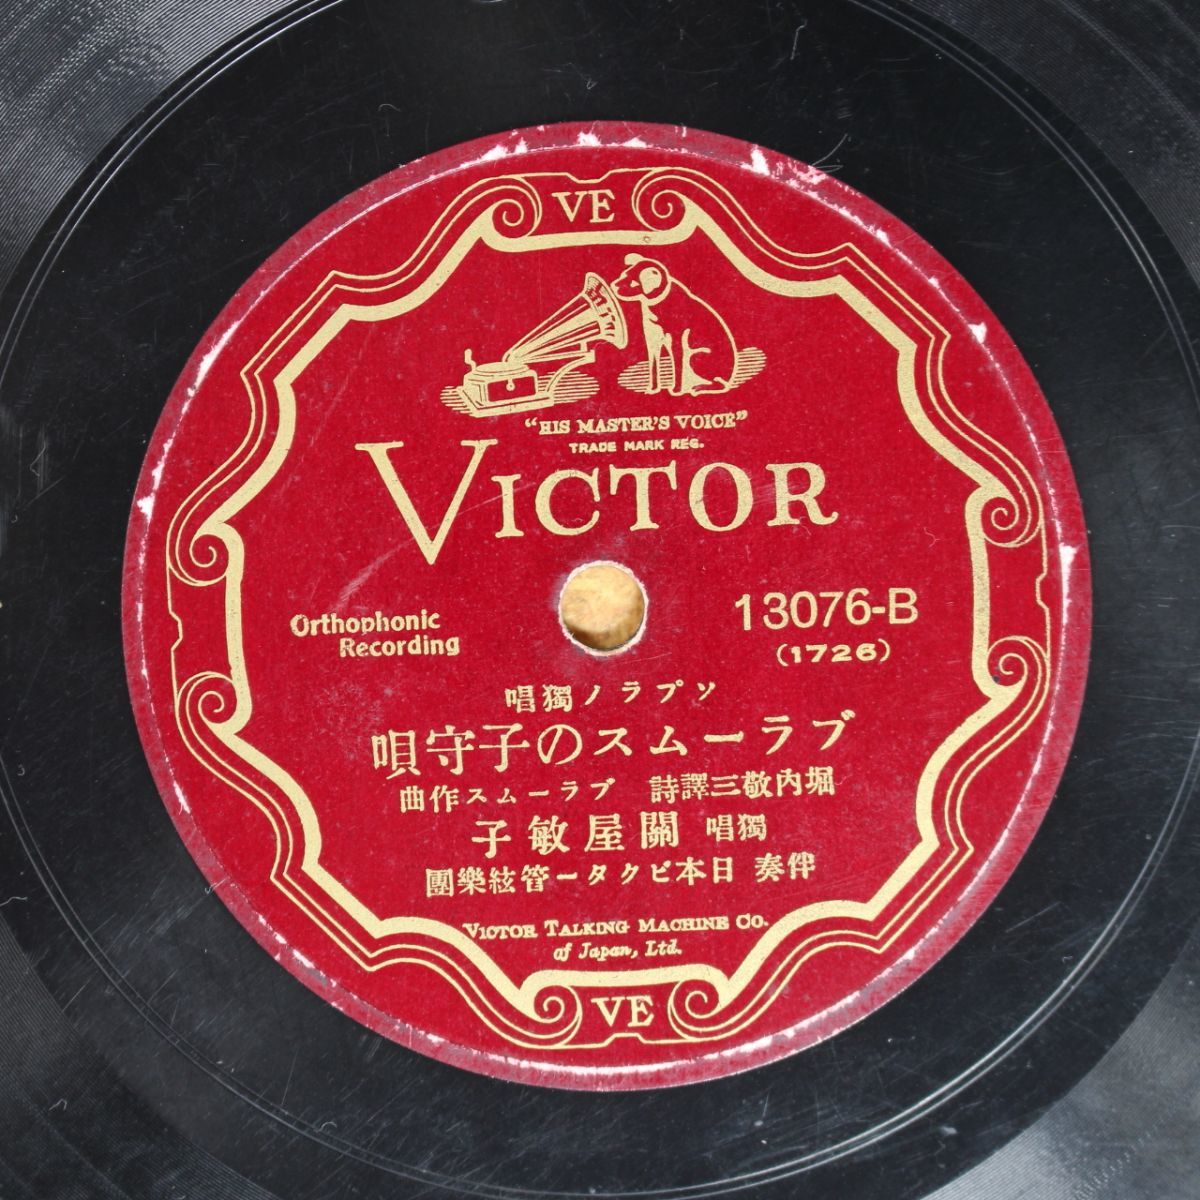 VE
"HIS MASTER'S VOICE"
TRADE MARK REG.
VICTOR
Orthophonic
Recording
13076-B
(1726)
ソプラノ獨唱
ブラームスの子守唄
堀内敬三譯詩 ブラームス作曲
獨唱 關屋敏子
伴奏 日本ビクター管絃樂團
VICTOR TALKING MACHINE CO.
of Japan, Ltd.
VE